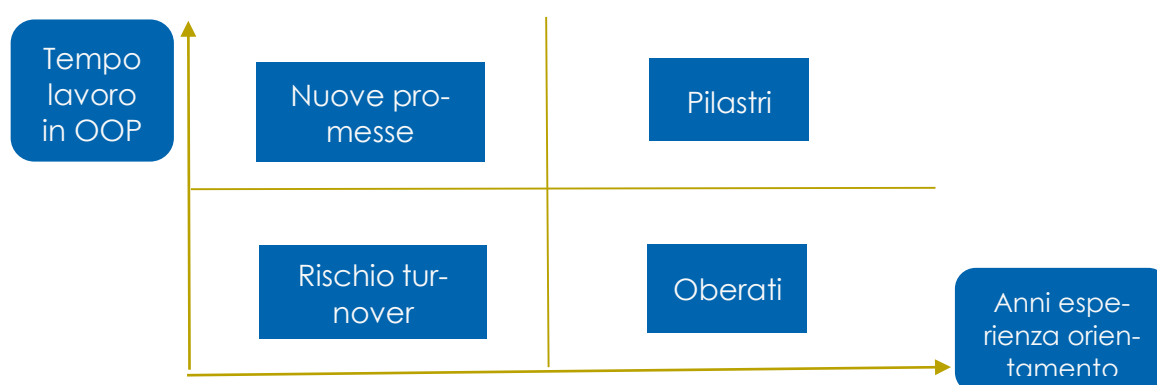 Tempo
lavoro
in OOP
Nuove pro-
messe
Pilastri
Rischio tur-
nover
Oberati
Anni espe-
rienza orien-
tamento